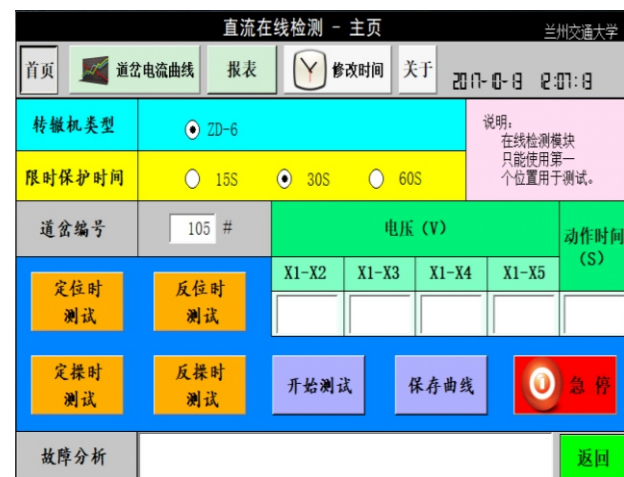 直流在线检测 - 主页
兰州交通大学
首页
道岔电流曲线
报表
修改时间
关于
转辙机类型
ZD-6
说明:
在线检测模块
只能使用第一
个位置用于测试。
限时保护时间
15S
30S
60S
道岔编号
105 #
电压 (V)
动作时间
(S)
X1-X2
X1-X3
X1-X4
X1-X5
定位时
测试
反位时
测试
定操时
测试
反操时
测试
开始测试
保存曲线
急 停
故障分析
返回